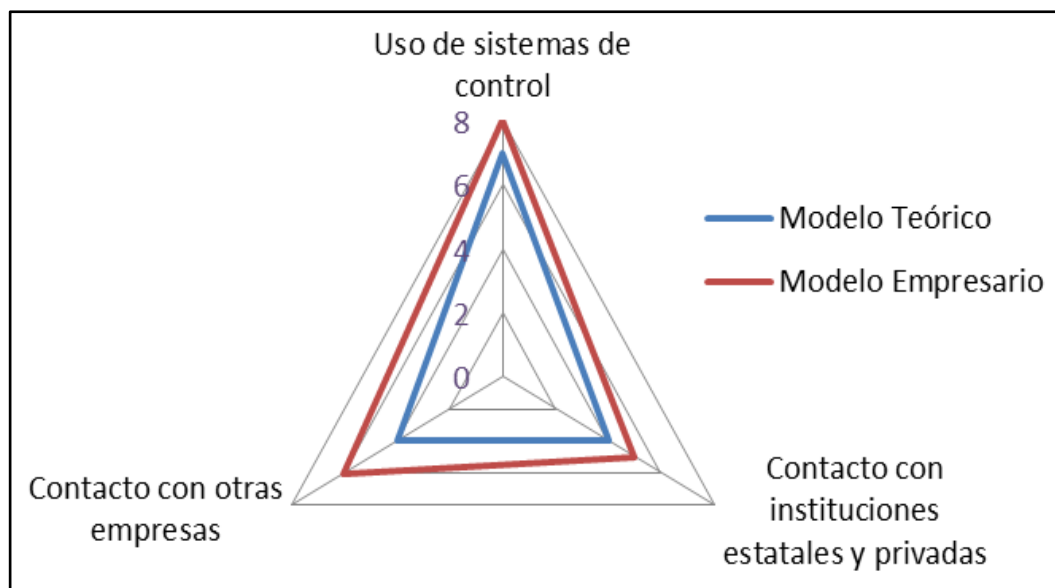 Uso de sistemas de
control
8
6
4
2
0
Modelo Teórico
Modelo Empresario
Contacto con otras
empresas
Contacto con
instituciones
estatales y privadas